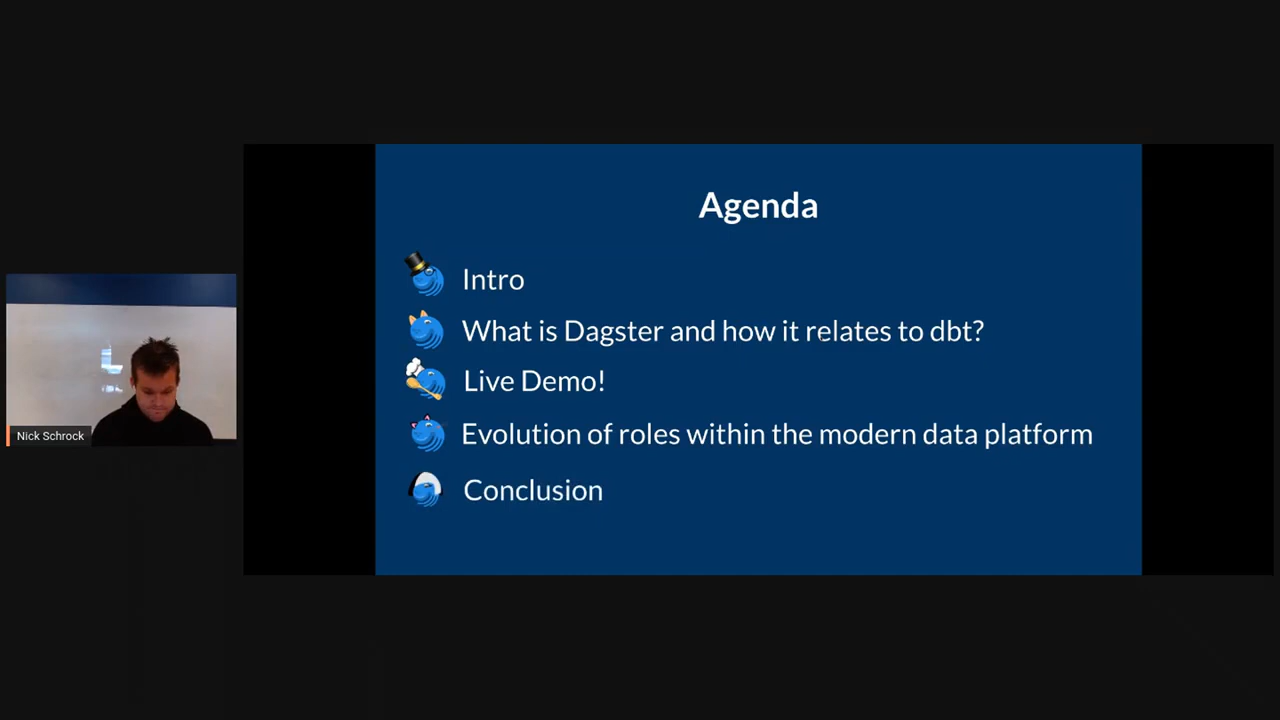 Agenda
Intro
What is Dagster and how it relates to dbt?
Live Demo!
Evolution of roles within the modern data platform
Conclusion
Nick Schrock